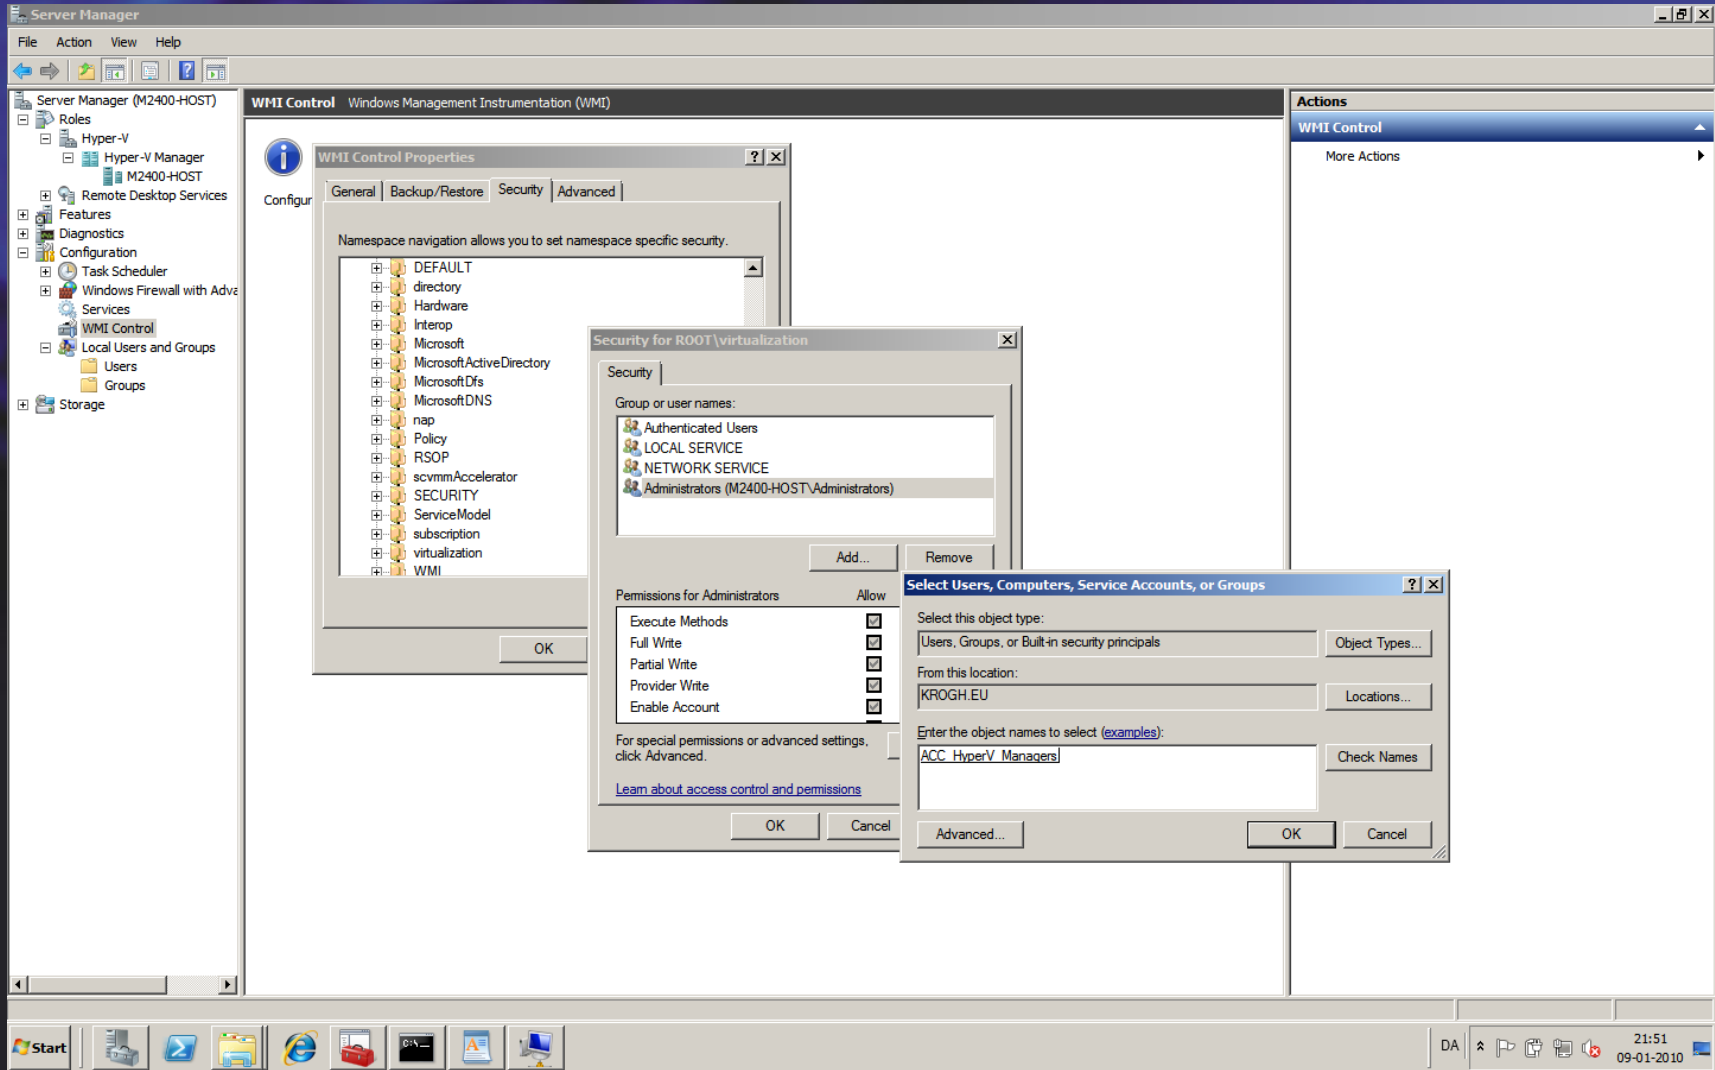 Server Manager
File Action View Help
Server Manager (M2400-HOST)
Roles
Hyper-V
Hyper-V Manager
M2400-HOST
Remote Desktop Services
Features
Diagnostics
Configuration
Task Scheduler
Windows Firewall with Adva
Services
WMI Control
Local Users and Groups
Users
Groups
Storage
WMI Control Windows Management Instrumentation (WMI)
Configur
WMI Control Properties
General Backup/Restore Security Advanced
Namespace navigation allows you to set namespace specific security.
DEFAULT
directory
Hardware
Interop
Microsoft
MicrosoftActiveDirectory
MicrosoftDfs
MicrosoftDNS
nap
Policy
RSOP
scvmmAccelerator
SECURITY
ServiceModel
subscription
virtualization
WMI
OK
Security for ROOT\virtualization
Security
Group or user names:
Authenticated Users
LOCAL SERVICE
NETWORK SERVICE
Administrators (M2400-HOST\Administrators)
Add... Remove
Permissions for Administrators Allow
Execute Methods
Full Write
Partial Write
Provider Write
Enable Account
For special permissions or advanced settings,
click Advanced.
Learn about access control and permissions
OK Cancel
Select Users, Computers, Service Accounts, or Groups
Select this object type:
Users, Groups, or Built-in security principals Object Types...
From this location:
KROGH.EU Locations...
Enter the object names to select (examples):
ACC_HyperV_Managers Check Names
Advanced... OK Cancel
Actions
WMI Control
More Actions
Start
C:\_
DA
21:51
09-01-2010